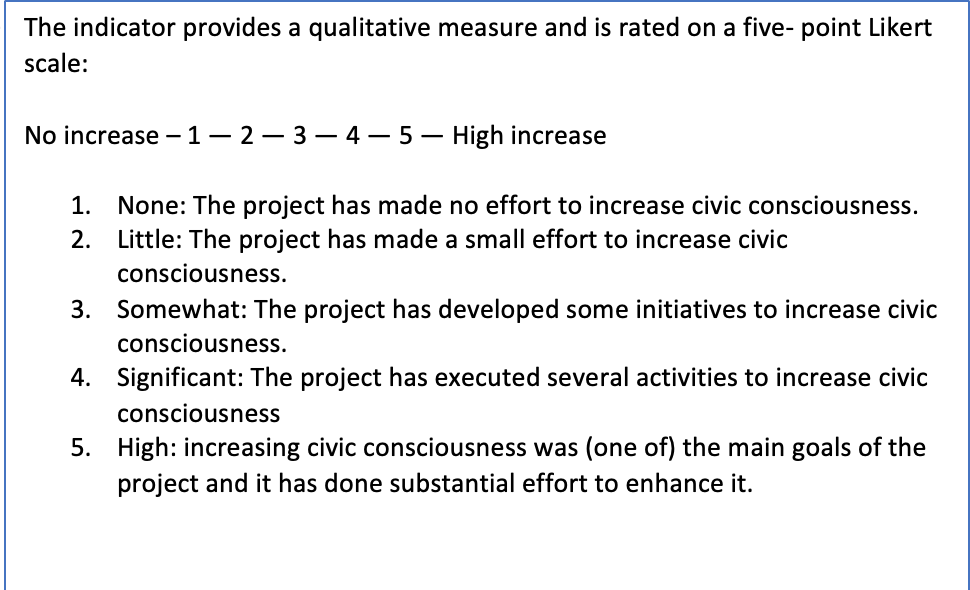 The indicator provides a qualitative measure and is rated on a five- point Likert
scale:
No increase – 1 — 2 — 3 — 4 — 5 — High increase
1. None: The project has made no effort to increase civic consciousness.
2. Little: The project has made a small effort to increase civic
consciousness.
3. Somewhat: The project has developed some initiatives to increase civic
consciousness.
4. Significant: The project has executed several activities to increase civic
consciousness
5. High: increasing civic consciousness was (one of) the main goals of the
project and it has done substantial effort to enhance it.